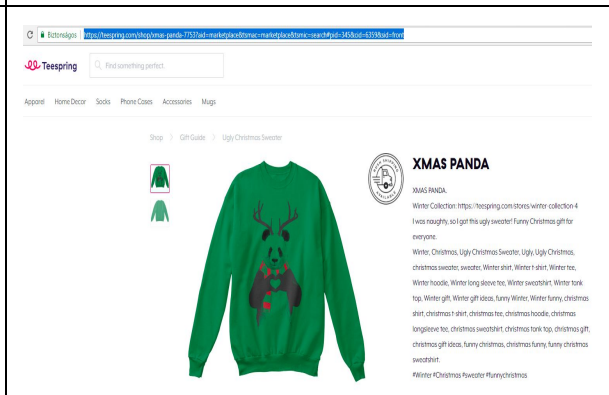 Biztonságos | https://teespring.com/shop/xmas-panda-7753?aid=marketplace&tsmac=marketplace&tsmic=search#pid=345&cid=6359&sid=front
Teespring
Find something perfect.
Apparel Home Decor Socks Phone Cases Accessories Mugs
Shop > Gift Guide > Ugly Christmas Sweater
XMAS PANDA
XMAS PANDA.
Winter Collection: https://teespring.com/stores/winter-collection-4
I was naughty, so I got this ugly sweater! Funny Christmas gift for
everyone.
Winter, Christmas, Ugly Christmas Sweater, Ugly, Ugly Christmas,
christmas sweater, sweater, Winter shirt, Winter t-shirt, Winter tee,
Winter hoodie, Winter long sleeve tee, Winter sweatshirt, Winter tank
top, Winter gift, Winter gift ideas, funny Winter, Winter funny, christmas
shirt, christmas t-shirt, christmas tee, christmas hoodie, christmas
longsleeve tee, christmas sweatshirt, christmas tank top, christmas gift,
christmas gift ideas, funny christmas, christmas funny, funny christmas
sweatshirt.
#Winter #Christmas #sweater #funnychristmas